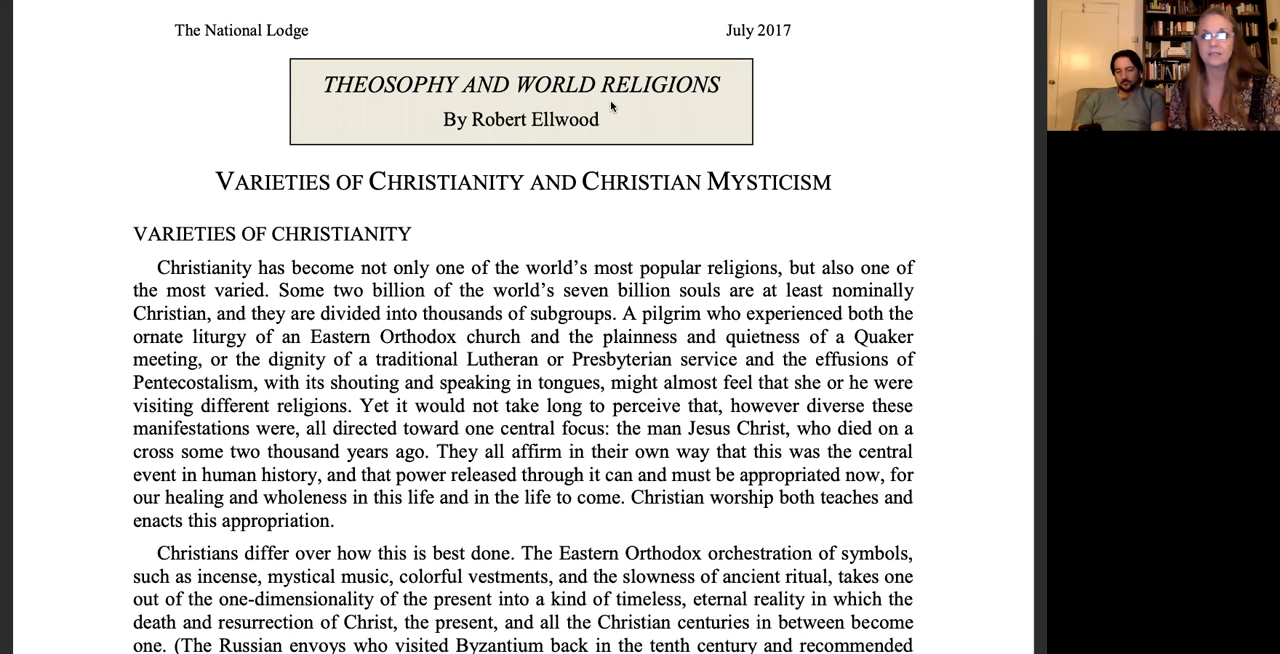 The National Lodge July 2017
THEOSOPHY AND WORLD RELIGIONS
By Robert Ellwood
VARIETIES OF CHRISTIANITY AND CHRISTIAN MYSTICISM
VARIETIES OF CHRISTIANITY
Christianity has become not only one of the world’s most popular religions, but also one of
the most varied. Some two billion of the world’s seven billion souls are at least nominally
Christian, and they are divided into thousands of subgroups. A pilgrim who experienced both the
ornate liturgy of an Eastern Orthodox church and the plainness and quietness of a Quaker
meeting, or the dignity of a traditional Lutheran or Presbyterian service and the effusions of
Pentecostalism, with its shouting and speaking in tongues, might almost feel that she or he were
visiting different religions. Yet it would not take long to perceive that, however diverse these
manifestations were, all directed toward one central focus: the man Jesus Christ, who died on a
cross some two thousand years ago. They all affirm in their own way that this was the central
event in human history, and that power released through it can and must be appropriated now, for
our healing and wholeness in this life and in the life to come. Christian worship both teaches and
enacts this appropriation.
Christians differ over how this is best done. The Eastern Orthodox orchestration of symbols,
such as incense, mystical music, colorful vestments, and the slowness of ancient ritual, takes one
out of the one-dimensionality of the present into a kind of timeless, eternal reality in which the
death and resurrection of Christ, the present, and all the Christian centuries in between become
one. (The Russian envoys who visited Byzantium back in the tenth century and recommended